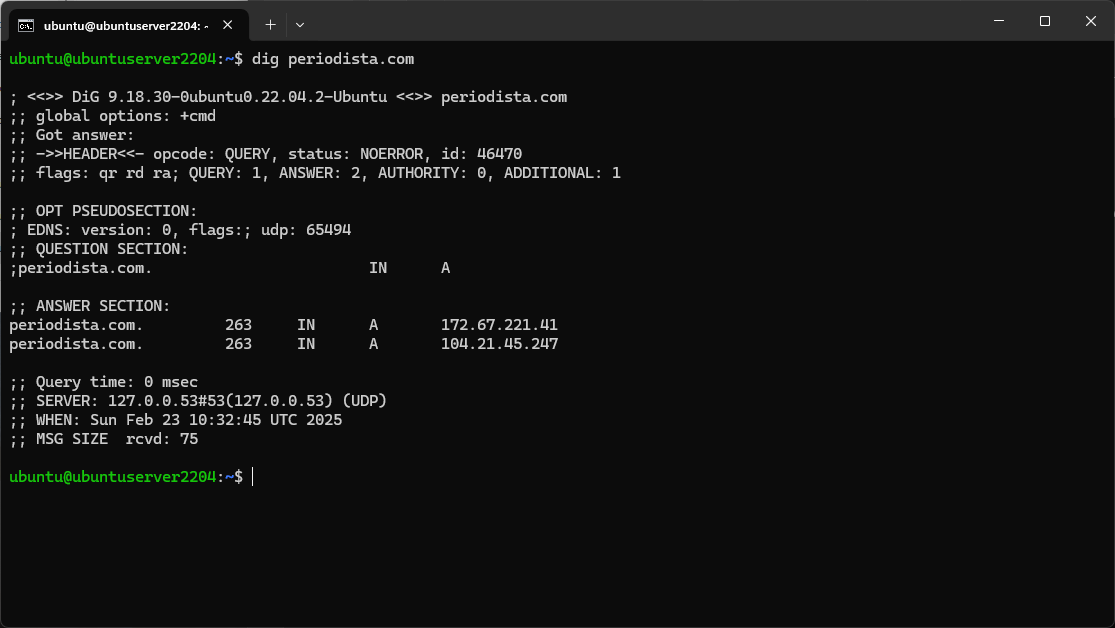 ubuntu@ubuntuserver2204: ~
ubuntu@ubuntuserver2204:~$ dig periodista.com
; <<>> DiG 9.18.30-0ubuntu0.22.04.2-Ubuntu <<>> periodista.com
;; global options: +cmd
;; Got answer:
;; ->>HEADER<<- opcode: QUERY, status: NOERROR, id: 46470
;; flags: qr rd ra; QUERY: 1, ANSWER: 2, AUTHORITY: 0, ADDITIONAL: 1
;; OPT PSEUDOSECTION:
; EDNS: version: 0, flags:; udp: 65494
;; QUESTION SECTION:
;periodista.com. IN A
;; ANSWER SECTION:
periodista.com. 263 IN A 172.67.221.41
periodista.com. 263 IN A 104.21.45.247
;; Query time: 0 msec
;; SERVER: 127.0.0.53#53(127.0.0.53) (UDP)
;; WHEN: Sun Feb 23 10:32:45 UTC 2025
;; MSG SIZE  rcvd: 75
ubuntu@ubuntuserver2204:~$